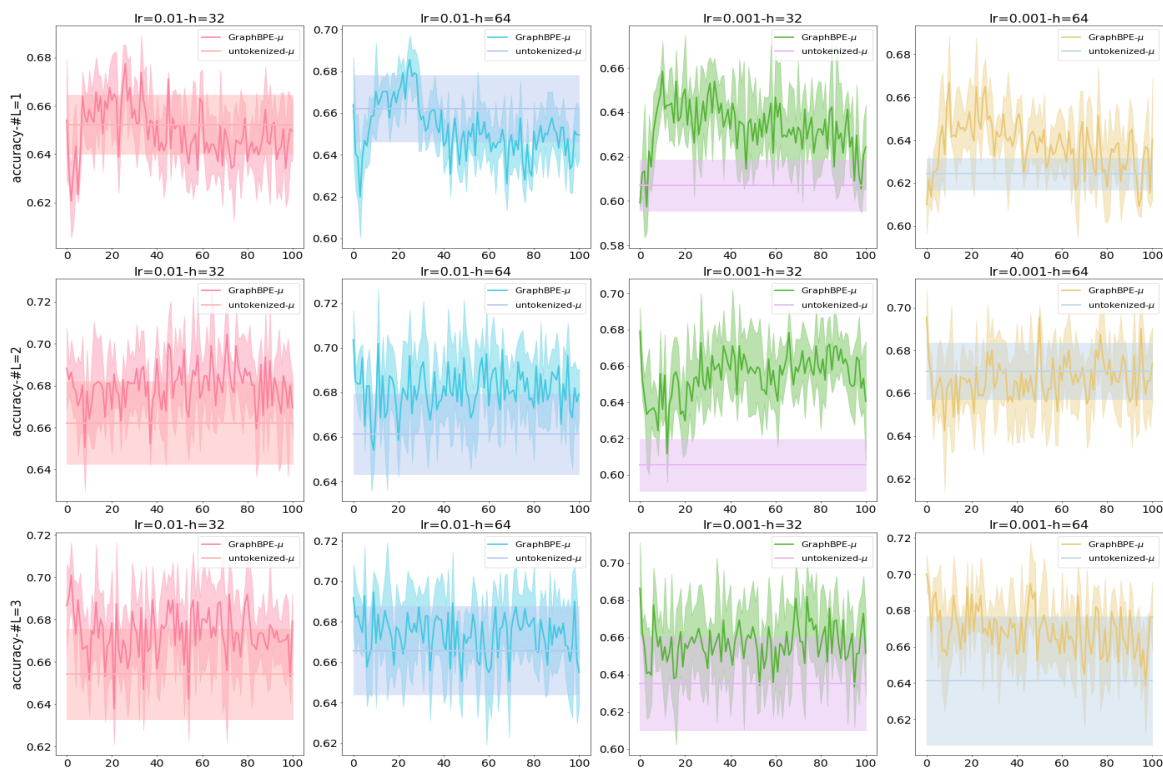 lr=0.01-h=32
lr=0.01-h=64
lr=0.001-h=32
lr=0.001-h=64
accuracy-#L=1
GraphBPE-μ
untokenized-μ
0.68
0.66
0.64
0.62
0 20 40 60 80 100
GraphBPE-μ
untokenized-μ
0.70
0.68
0.66
0.64
0.62
0.60
0 20 40 60 80 100
GraphBPE-μ
untokenized-μ
0.68
0.66
0.64
0.62
0.60
0.58
0 20 40 60 80 100
GraphBPE-μ
untokenized-μ
0.68
0.66
0.64
0.62
0.60
0 20 40 60 80 100
lr=0.01-h=32
lr=0.01-h=64
lr=0.001-h=32
lr=0.001-h=64
accuracy-#L=2
GraphBPE-μ
untokenized-μ
0.72
0.70
0.68
0.66
0.64
0 20 40 60 80 100
GraphBPE-μ
untokenized-μ
0.72
0.70
0.68
0.66
0.64
0 20 40 60 80 100
GraphBPE-μ
untokenized-μ
0.70
0.68
0.66
0.64
0.62
0.60
0 20 40 60 80 100
GraphBPE-μ
untokenized-μ
0.70
0.68
0.66
0.64
0.62
0 20 40 60 80 100
lr=0.01-h=32
lr=0.01-h=64
lr=0.001-h=32
lr=0.001-h=64
accuracy-#L=3
GraphBPE-μ
untokenized-μ
0.72
0.70
0.68
0.66
0.64
0.62
0 20 40 60 80 100
GraphBPE-μ
untokenized-μ
0.72
0.70
0.68
0.66
0.64
0.62
0 20 40 60 80 100
GraphBPE-μ
untokenized-μ
0.70
0.68
0.66
0.64
0.62
0.60
0 20 40 60 80 100
GraphBPE-μ
untokenized-μ
0.72
0.70
0.68
0.66
0.64
0.62
0 20 40 60 80 100